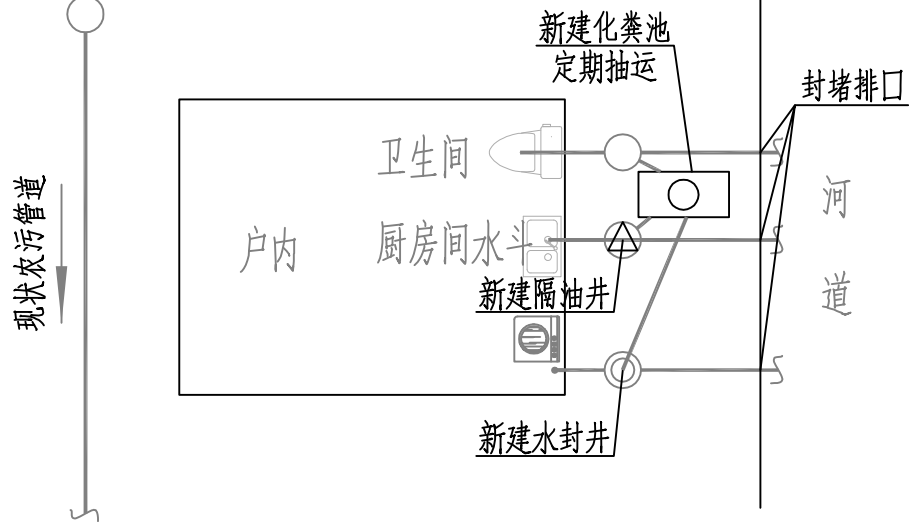 新建化粪池
定期抽运
封堵排口
卫生间
河道
现状农污管道
户内
厨房间水斗
新建隔油井
新建水封井